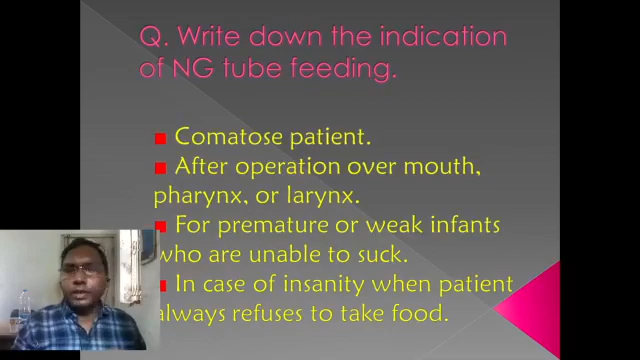 Q. Write down the indication
of NG tube feeding.
Comatose patient.
After operation over mouth,
pharynx, or larynx.
For premature or weak infants
who are unable to suck.
In case of insanity when patient
always refuses to take food.